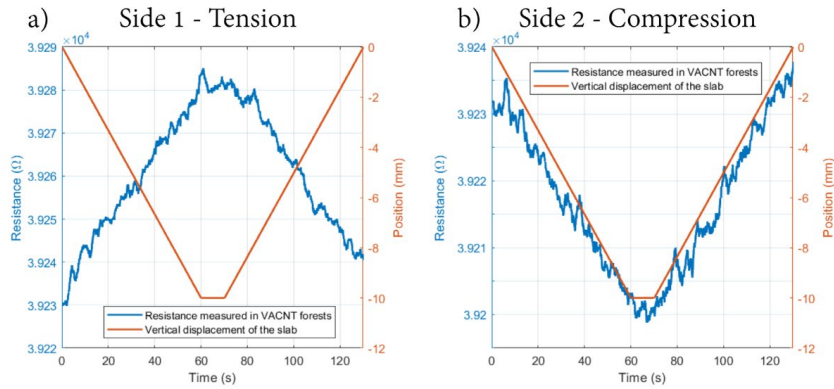 a) Side 1 - Tension
3.929 ×10⁴
3.928
3.927
3.926
3.925
3.924
3.923
3.922
Resistance (Ω)
0
-2
-4
-6
-8
-10
-12
Position (mm)
Resistance measured in VACNT forests
Vertical displacement of the slab
0 20 40 60 80 100 120
Time (s)
b) Side 2 - Compression
3.924 ×10⁴
3.923
3.922
3.921
3.92
Resistance (Ω)
0
-2
-4
-6
-8
-10
-12
Position (mm)
Resistance measured in VACNT forests
Vertical displacement of the slab
0 20 40 60 80 100 120
Time (s)